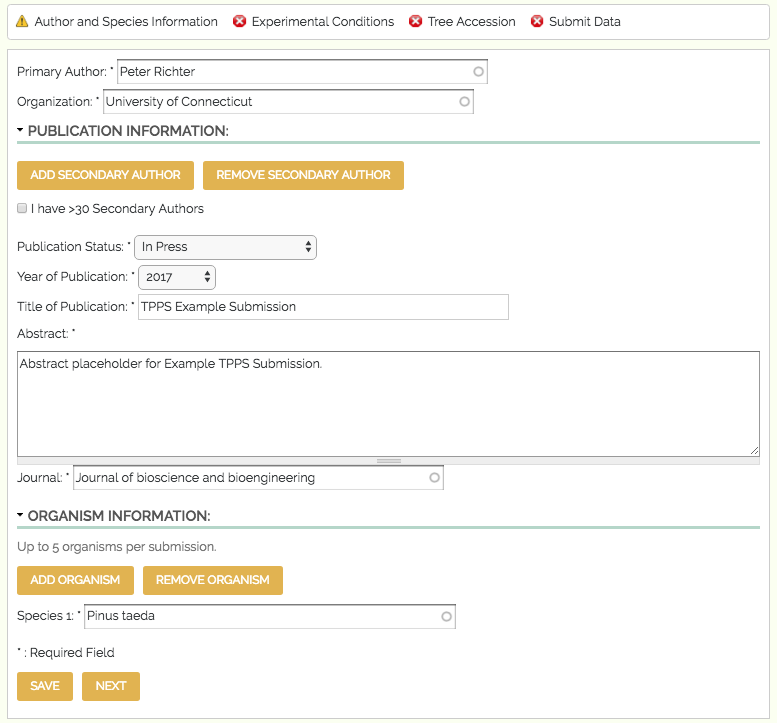 Author and Species Information Experimental Conditions Tree Accession Submit Data
Primary Author: * Peter Richter
Organization: * University of Connecticut
PUBLICATION INFORMATION:
ADD SECONDARY AUTHOR REMOVE SECONDARY AUTHOR
I have >30 Secondary Authors
Publication Status: * In Press
Year of Publication: * 2017
Title of Publication: * TPPS Example Submission
Abstract: *
Abstract placeholder for Example TPPS Submission.
Journal: * Journal of bioscience and bioengineering
ORGANISM INFORMATION:
Up to 5 organisms per submission.
ADD ORGANISM REMOVE ORGANISM
Species 1: * Pinus taeda
* : Required Field
SAVE NEXT